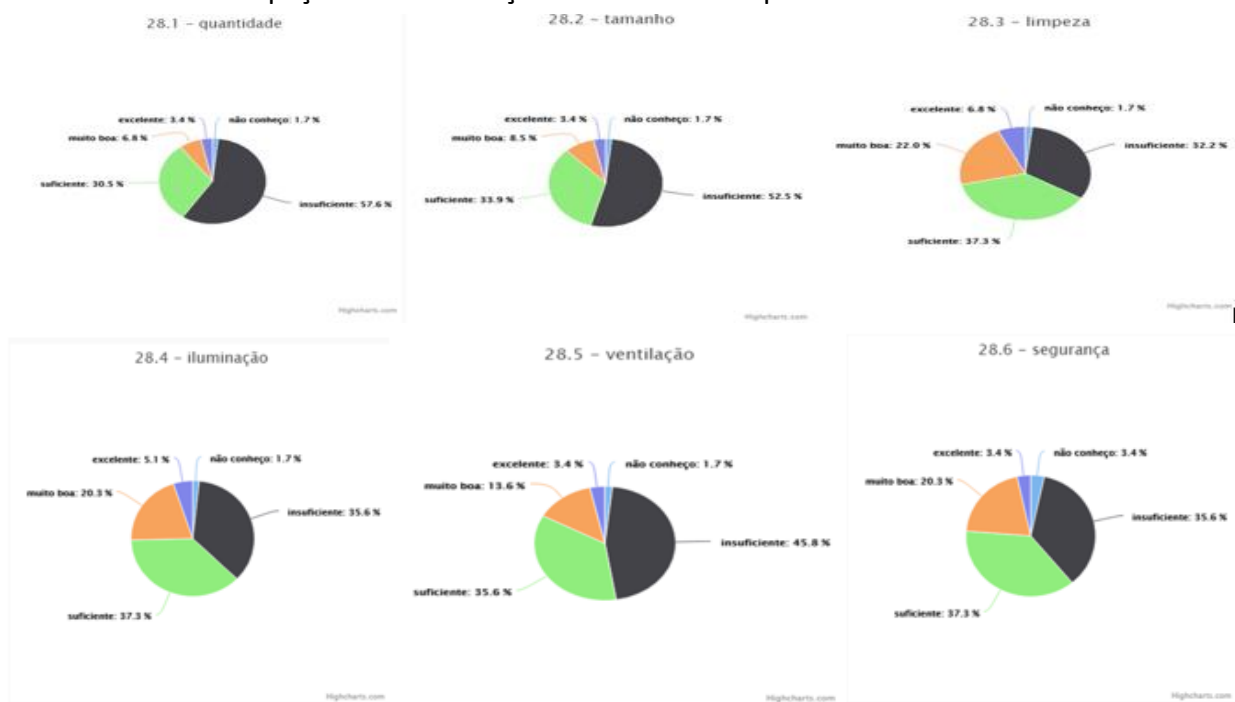 28.1 – quantidade
excelente: 3.4 %
não conheço: 1.7 %
muito boa: 6.8 %
suficiente: 30.5 %
insuficiente: 57.6 %
Highcharts.com
28.2 – tamanho
excelente: 3.4 %
não conheço: 1.7 %
muito boa: 8.5 %
insuficiente: 52.5 %
suficiente: 33.9 %
Highcharts.com
28.3 – limpeza
excelente: 6.8 %
não conheço: 1.7 %
muito boa: 22.0 %
insuficiente: 32.2 %
suficiente: 37.3 %
Highcharts.com
28.4 – iluminação
excelente: 5.1 %
não conheço: 1.7 %
muito boa: 20.3 %
insuficiente: 35.6 %
suficiente: 37.3 %
Highcharts.com
28.5 – ventilação
excelente: 3.4 %
não conheço: 1.7 %
muito boa: 13.6 %
insuficiente: 45.8 %
suficiente: 35.6 %
Highcharts.com
28.6 – segurança
excelente: 3.4 %
não conheço: 3.4 %
muito boa: 20.3 %
insuficiente: 35.6 %
suficiente: 37.3 %
Highcharts.com